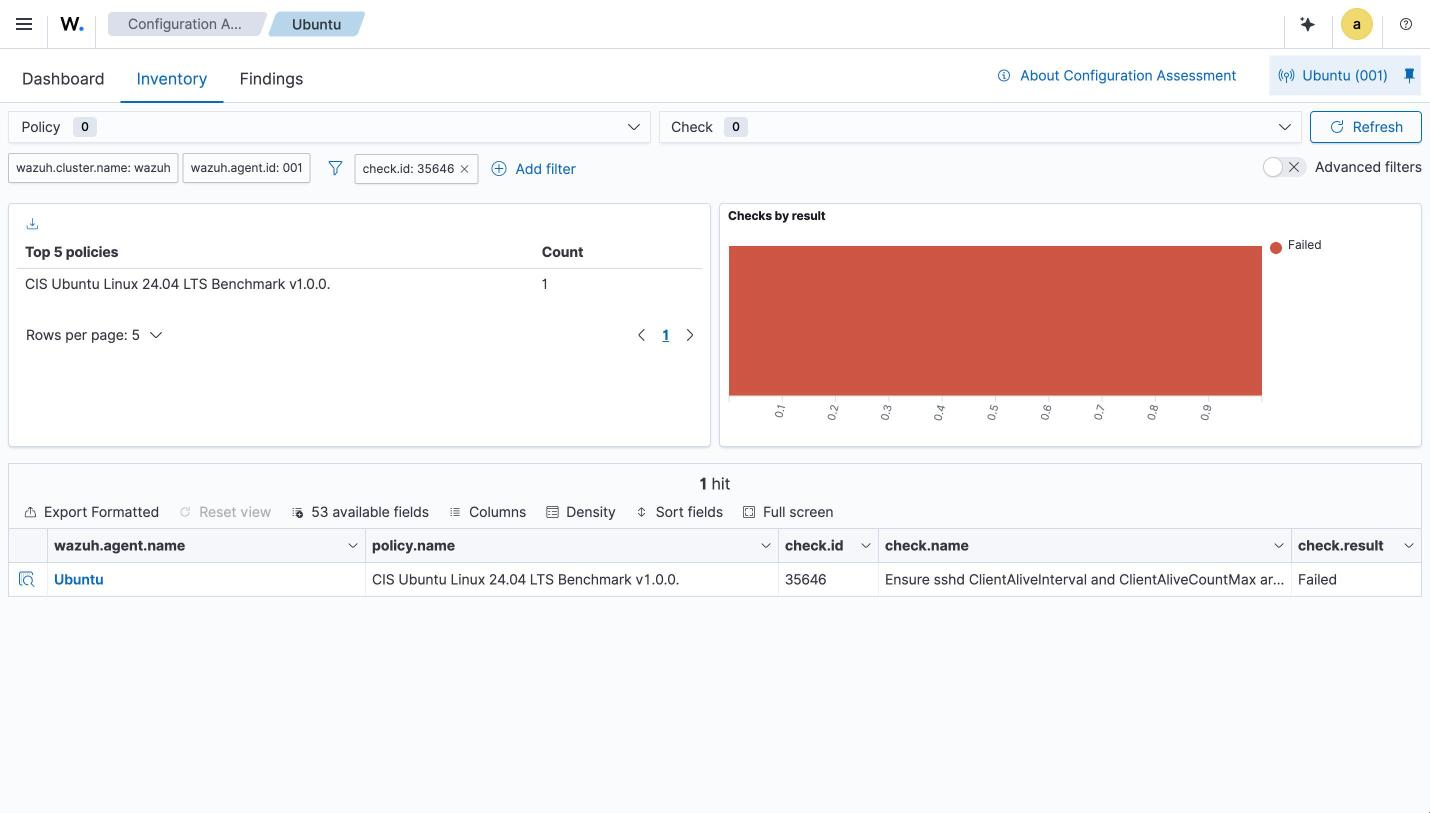 W. Configuration A... Ubuntu a
Dashboard Inventory Findings About Configuration Assessment Ubuntu (001)
Policy 0 Check 0 Refresh
wazuh.cluster.name: wazuh wazuh.agent.id: 001 check.id: 35646 Add filter Advanced filters
Top 5 policies Count
CIS Ubuntu Linux 24.04 LTS Benchmark v1.0.0. 1
Rows per page: 5 1
Checks by result
Failed
0.1 0.2 0.3 0.4 0.5 0.6 0.7 0.8 0.9
1 hit
Export Formatted Reset view 53 available fields Columns Density Sort fields Full screen
wazuh.agent.name policy.name check.id check.name check.result
Ubuntu CIS Ubuntu Linux 24.04 LTS Benchmark v1.0.0. 35646 Ensure sshd ClientAliveInterval and ClientAliveCountMax ar... Failed